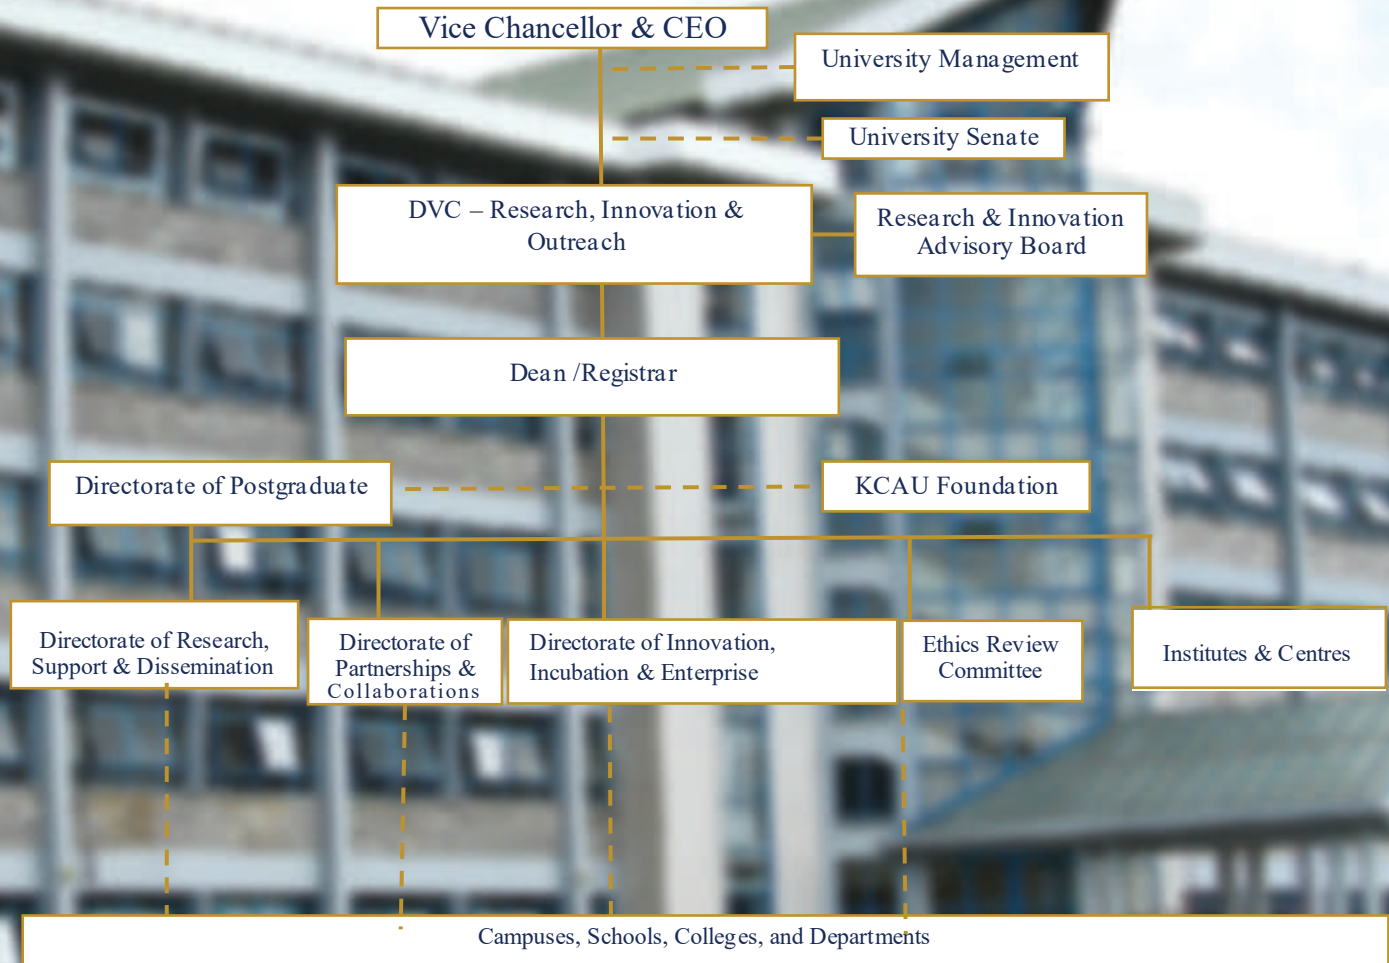 Vice Chancellor & CEO
University Management
University Senate
DVC – Research, Innovation &
Outreach
Research & Innovation
Advisory Board
Dean /Registrar
Directorate of Postgraduate
KCAU Foundation
Directorate of Research,
Support & Dissemination
Directorate of
Partnerships &
Collaborations
Directorate of Innovation,
Incubation & Enterprise
Ethics Review
Committee
Institutes & Centres
Campuses, Schools, Colleges, and Departments